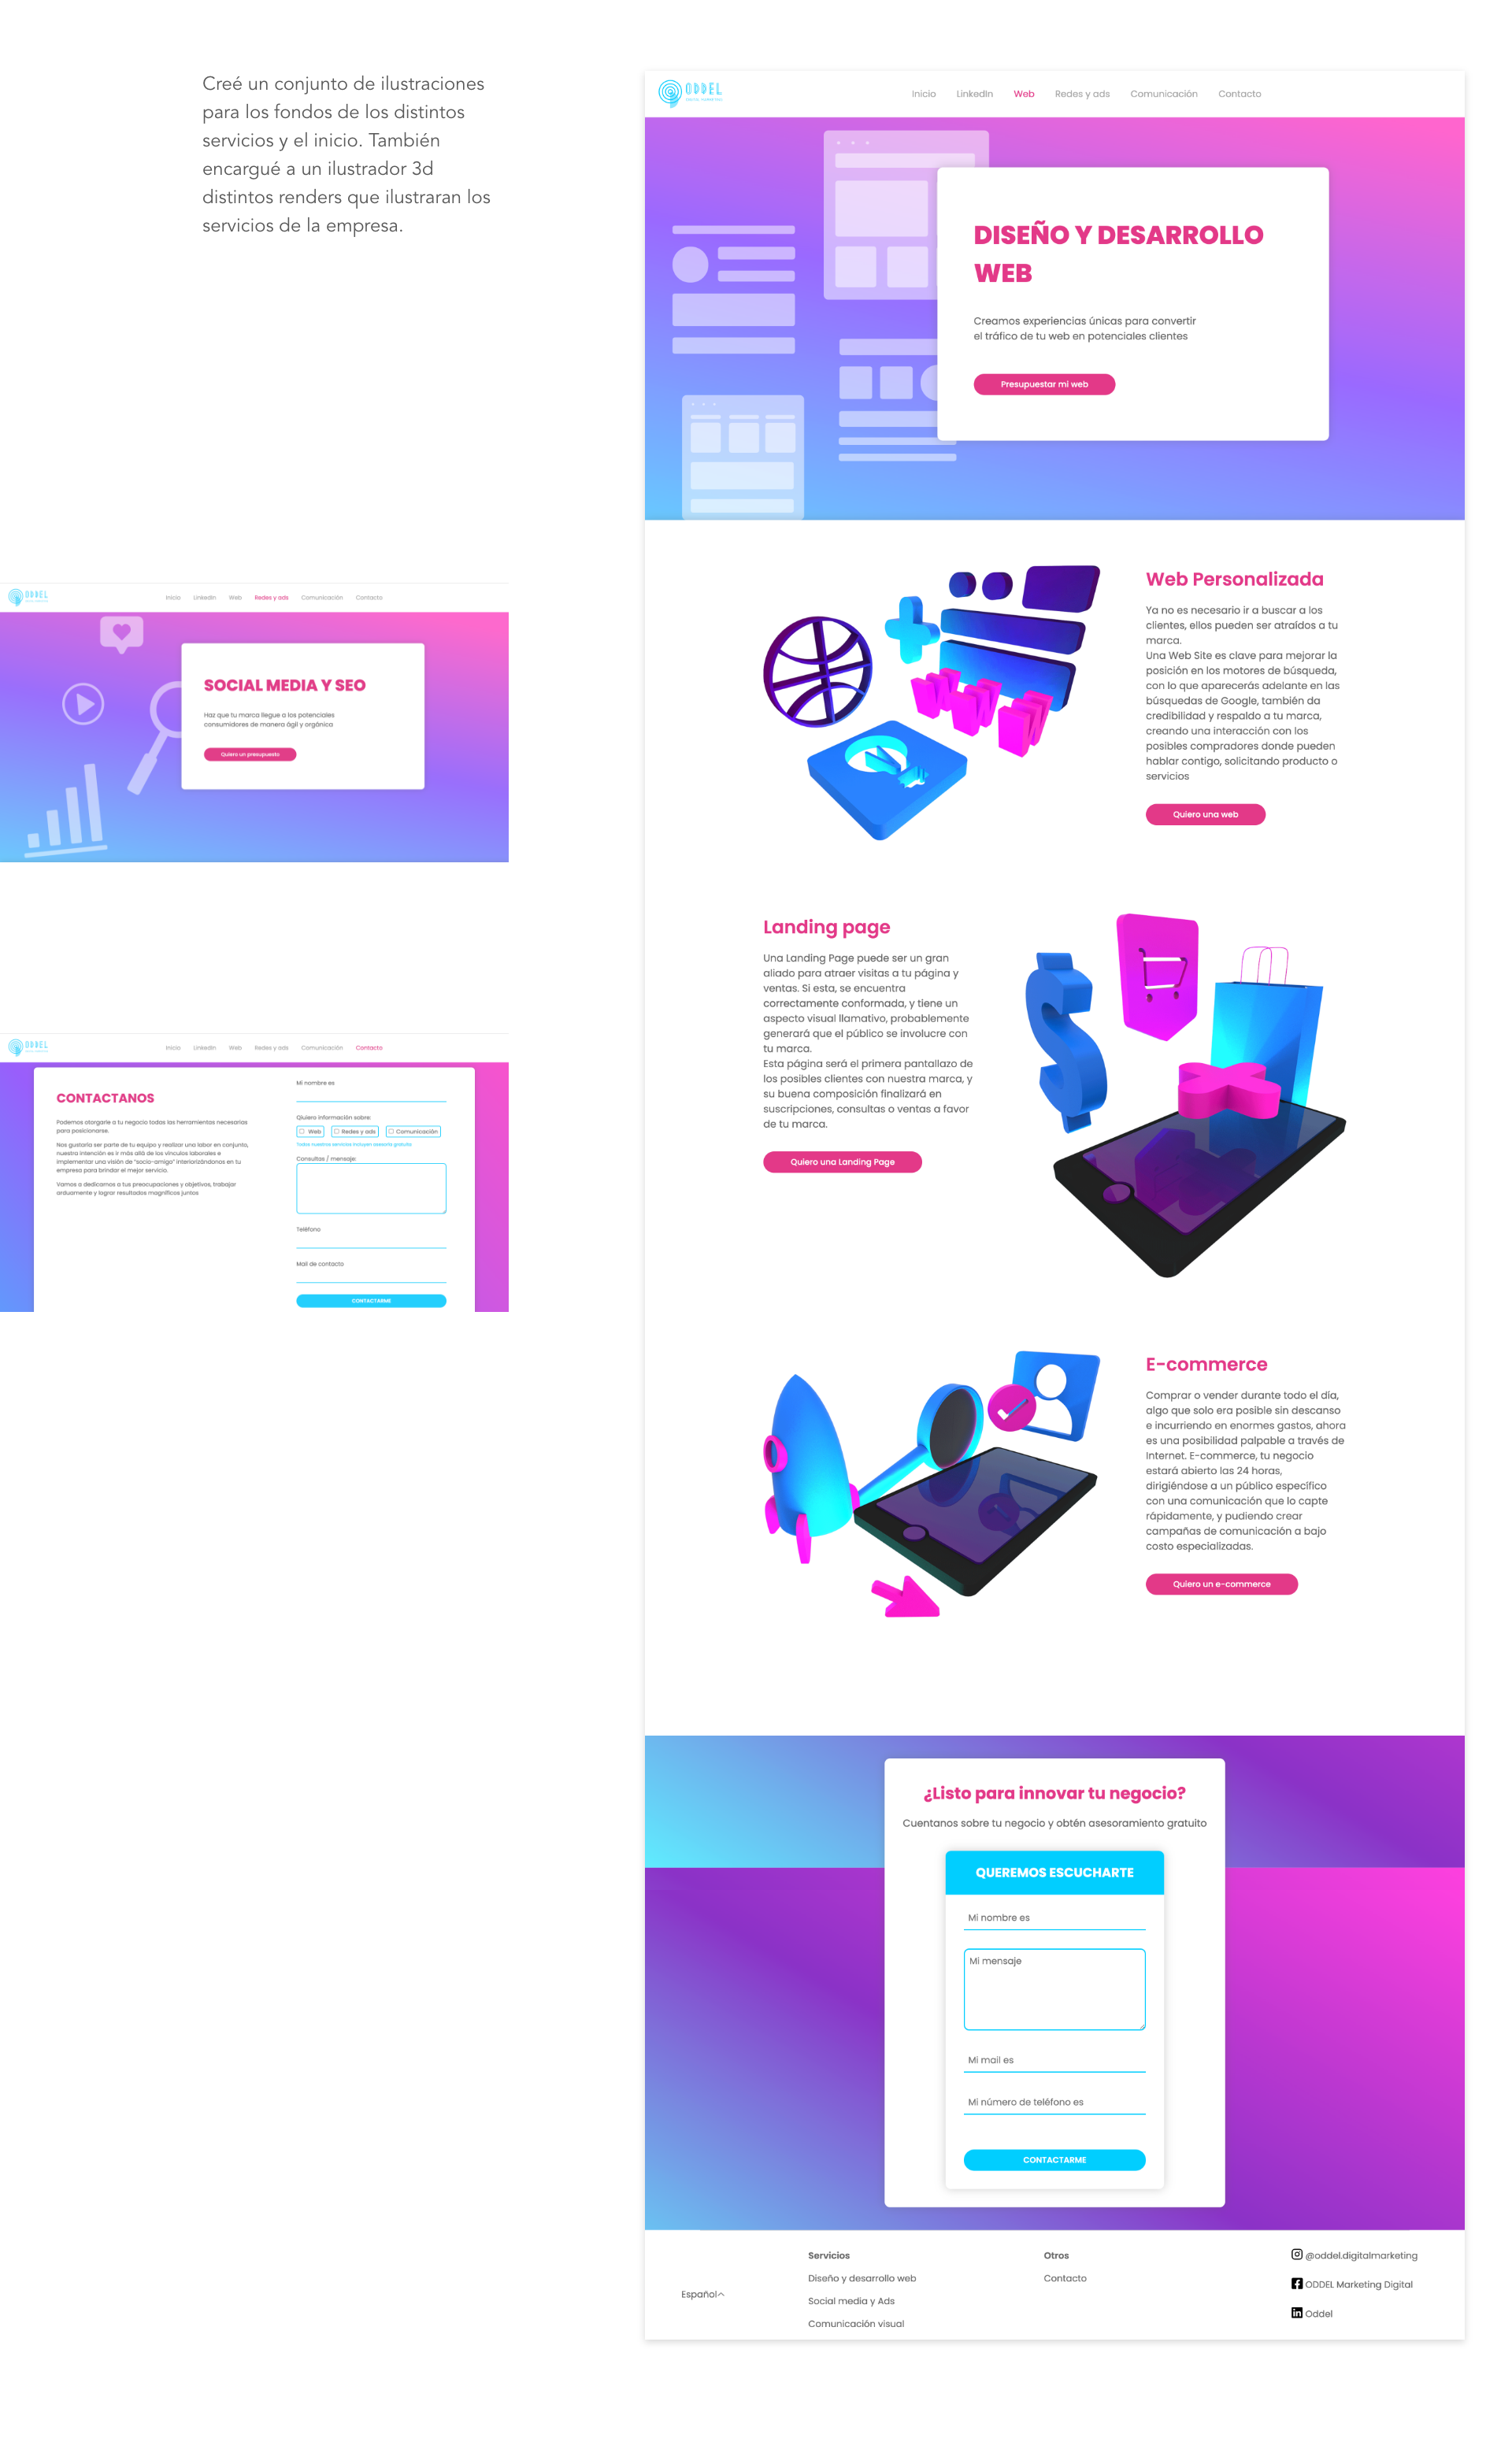 Creé un conjunto de ilustraciones
para los fondos de los distintos
servicios y el inicio. También
encargué a un ilustrador 3d
distintos renders que ilustraran los
servicios de la empresa.
ODDEL
Inicio LinkedIn Web Redes y ads Comunicación Contacto
SOCIAL MEDIA Y SEO
Haz que tu marca llegue a los potenciales
consumidores de manera ágil y orgánica
Quiero un presupuesto
ODDEL
Inicio LinkedIn Web Redes y ads Comunicación Contacto
CONTACTANOS
Podemos otorgarle a tu negocio todas las herramientas necesarias
para posicionarse.
Nos gustaría ser parte de tu equipo y realizar una labor en conjunto,
nuestra intención es ir más allá de los vínculos laborales e
implementar una visión de "socio-amigo" interiorizándonos en tu
empresa para brindar el mejor servicio.
Vamos a dedicarnos a tus preocupaciones y objetivos, trabajar
arduamente y lograr resultados magníficos juntos
Mi nombre es
Qiuiero información sobre:
Web Redes y ads Comunicación
Todos nuestros servicios incluyen asesoría gratuita
Consultas / mensaje:
Teléfono
Mail de contacto
CONTACTARME
ODDEL
DIGITAL MARKETING
Inicio LinkedIn Web Redes y ads Comunicación Contacto
DISEÑO Y DESARROLLO
WEB
Creamos experiencias únicas para convertir
el tráfico de tu web en potenciales clientes
Presupuestar mi web
WWW
Web Personalizada
Ya no es necesario ir a buscar a los
clientes, ellos pueden ser atraídos a tu
marca.
Una Web Site es clave para mejorar la
posición en los motores de búsqueda,
con lo que aparecerás adelante en las
búsquedas de Google, también da
credibilidad y respaldo a tu marca,
creando una interacción con los
posibles compradores donde pueden
hablar contigo, solicitando producto o
servicios
Quiero una web
Landing page
Una Landing Page puede ser un gran
aliado para atraer visitas a tu página y
ventas. Si esta, se encuentra
correctamente conformada, y tiene un
aspecto visual llamativo, probablemente
generará que el público se involucre con
tu marca.
Esta página será el primera pantallazo de
los posibles clientes con nuestra marca, y
su buena composición finalizará en
suscripciones, consultas o ventas a favor
de tu marca.
Quiero una Landing Page
$
E-commerce
Comprar o vender durante todo el día,
algo que solo era posible sin descanso
e incurriendo en enormes gastos, ahora
es una posibilidad palpable a través de
Internet. E-commerce, tu negocio
estará abierto las 24 horas,
dirigiéndose a un público específico
con una comunicación que lo capte
rápidamente, y pudiendo crear
campañas de comunicación a bajo
costo especializadas.
Quiero un e-commerce
¿Listo para innovar tu negocio?
Cuentanos sobre tu negocio y obtén asesoramiento gratuito
QUEREMOS ESCUCHARTE
Mi nombre es
Mi mensaje
Mi mail es
Mi número de teléfono es
CONTACTARME
Español
Servicios
Diseño y desarrollo web
Social media y Ads
Comunicación visual
Otros
Contacto
@oddel.digitalmarketing
ODDEL Marketing Digital
Oddel